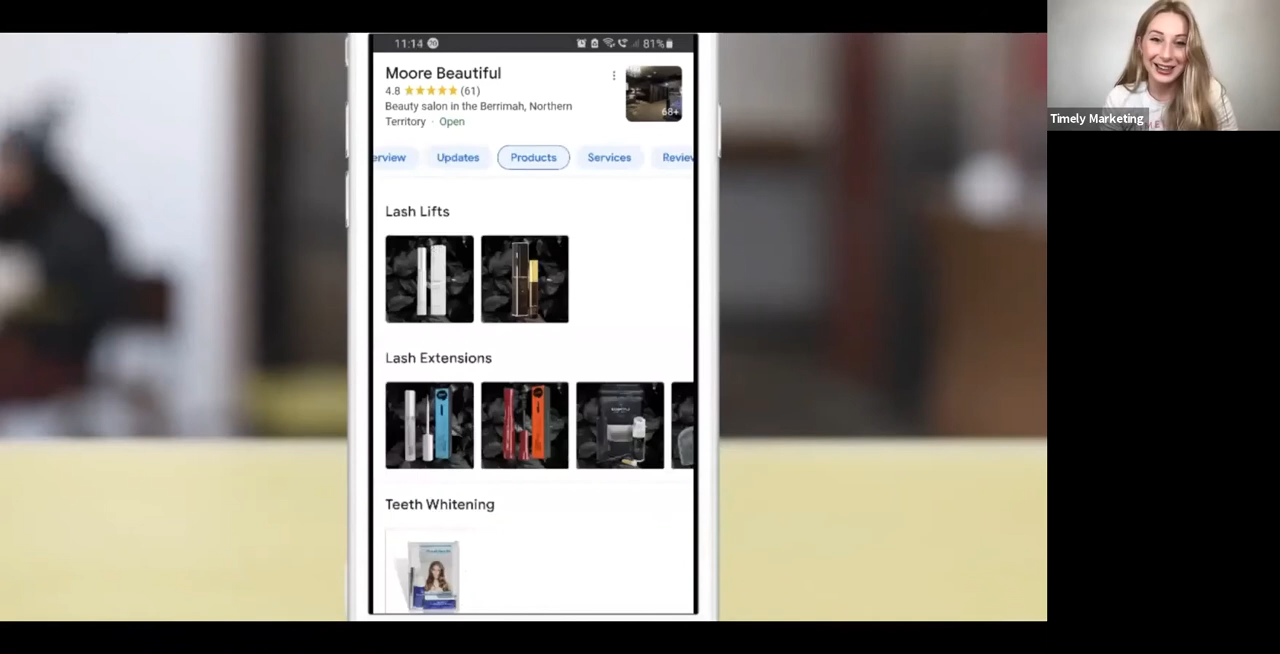 11:14
81%
Moore Beautiful
4.8 (61)
Beauty salon in the Berrimah, Northern
Territory · Open
68+
erview
Updates
Products
Services
Review
Lash Lifts
Lash Extensions
Teeth Whitening
Timely Marketing